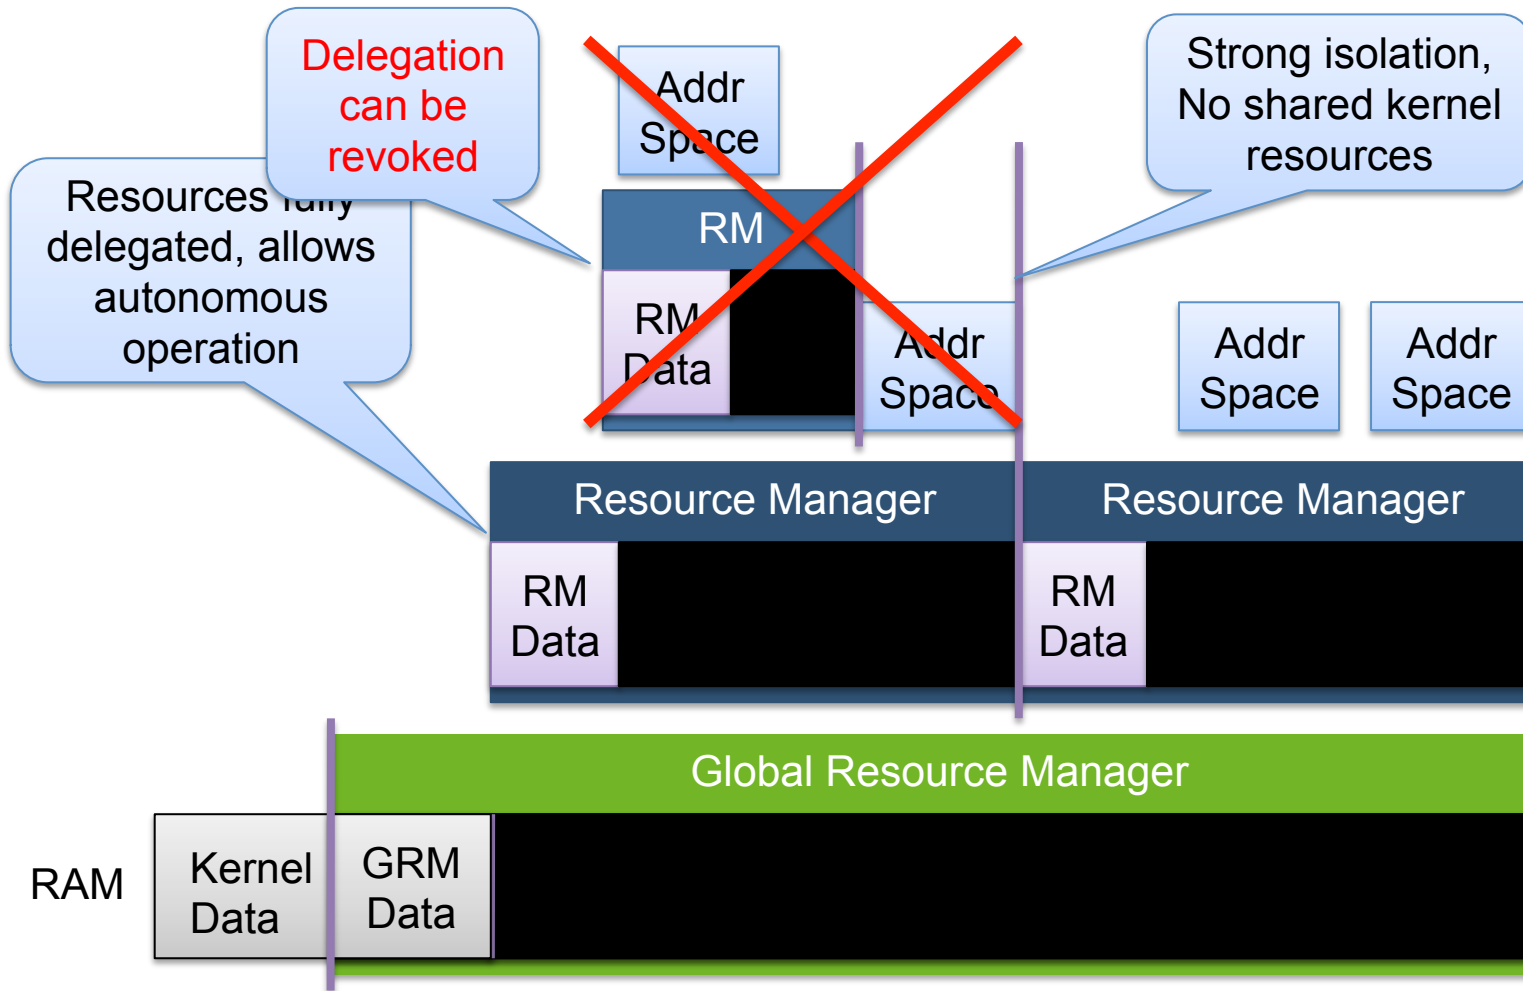 Delegation
can be
revoked
Addr
Space
Strong isolation,
No shared kernel
resources
Resources fully
delegated, allows
autonomous
operation
RM
RM
Data
Addr
Space
Addr
Space
Addr
Space
Resource Manager
Resource Manager
RM
Data
RM
Data
Global Resource Manager
RAM
Kernel
Data
GRM
Data